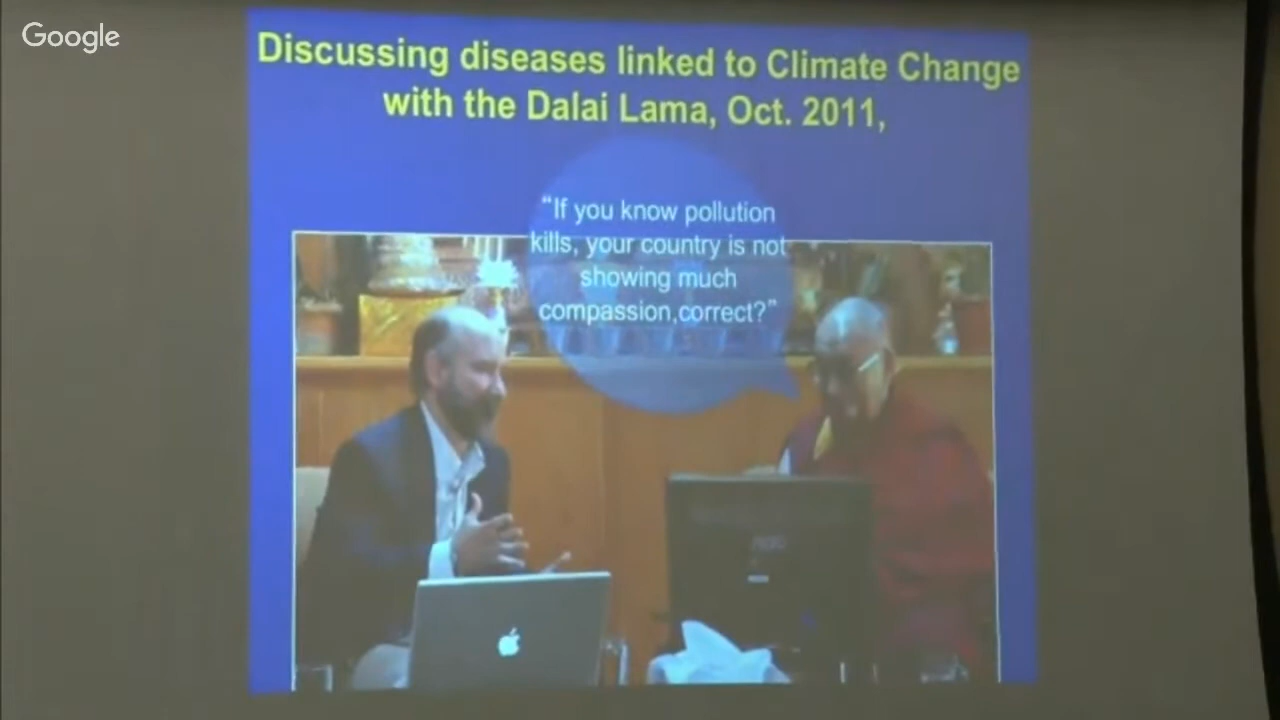 Google
Discussing diseases linked to Climate Change
with the Dalai Lama, Oct. 2011,
“If you know pollution
kills, your country is not
showing much
compassion,correct?”